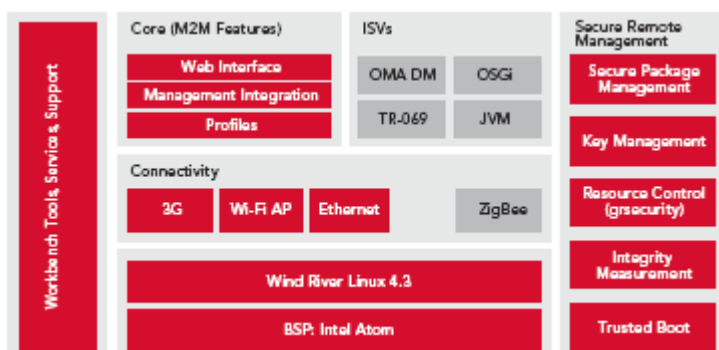 Workbench Tools, Services, Support
Core (M2M Features)
Web Interface
Management Integration
Profiles
ISVs
OMA DM
OSGi
TR-069
JVM
Connectivity
3G
Wi-Fi AP
Ethernet
ZigBee
Wind River Linux 4.3
BSP: Intel Atom
Secure Remote
Management
Secure Package
Management
Key Management
Resource Control
(grsecurity)
Integrity
Measurement
Trusted Boot